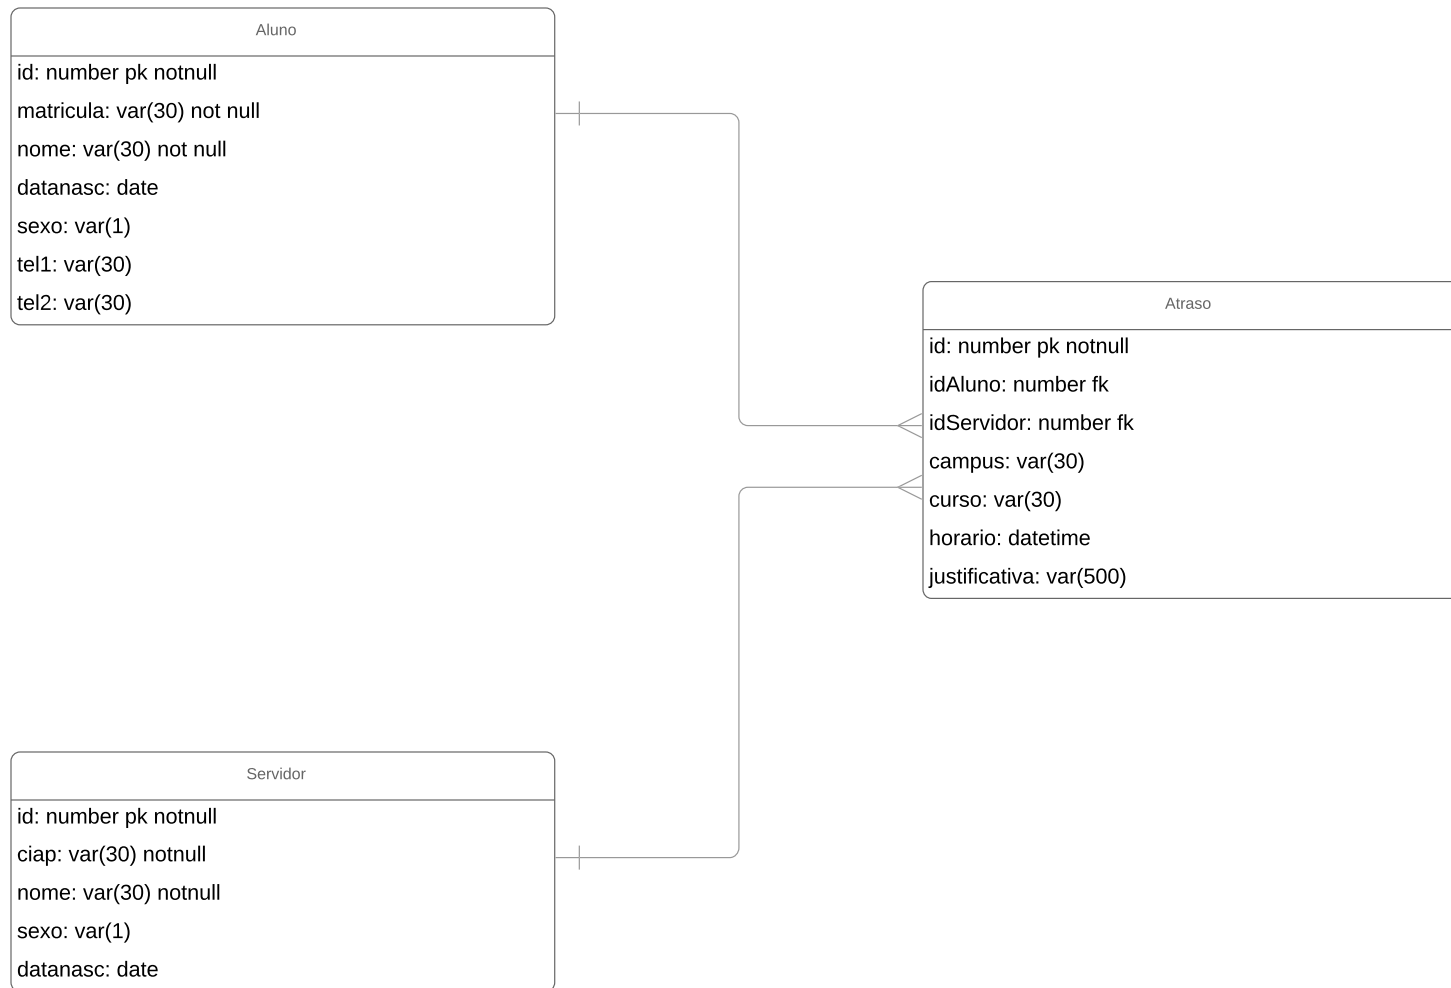 Aluno
id: number pk notnull
matricula: var(30) not null
nome: var(30) not null
datanasc: date
sexo: var(1)
tel1: var(30)
tel2: var(30)
Atraso
id: number pk notnull
idAluno: number fk
idServidor: number fk
campus: var(30)
curso: var(30)
horario: datetime
justificativa: var(500)
Servidor
id: number pk notnull
ciap: var(30) notnull
nome: var(30) notnull
sexo: var(1)
datanasc: date